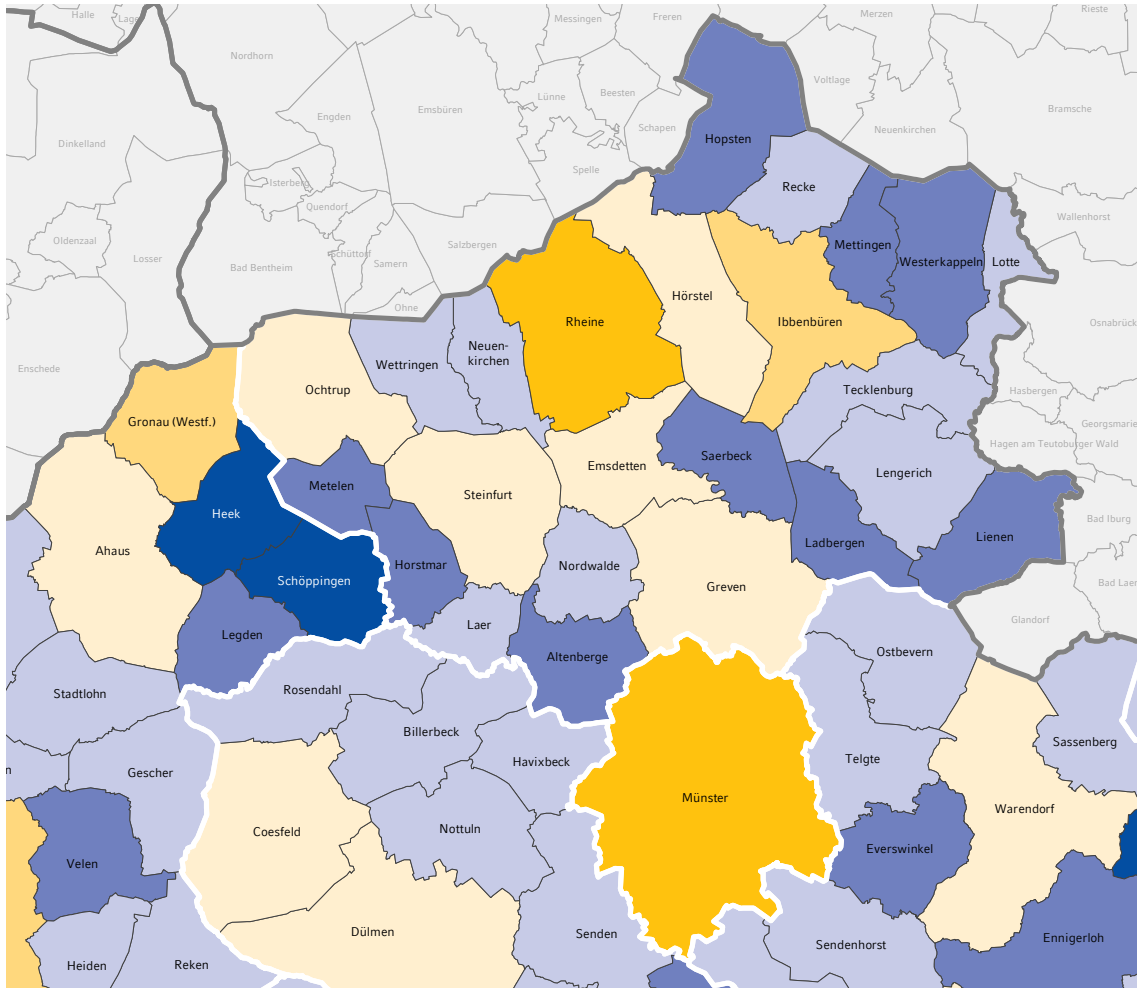 Halle
Lage
Messingen
Freren
Merzen
Rieste
Nordhorn
Voltlage
Lünne
Beesten
Emsbüren
Bramsche
Engden
Schapen
Neuenkirchen
Dinkelland
Hopsten
Spelle
Isterberg
Recke
Quendorf
Wallenhorst
Oldenzaal
Salzbergen
Mettingen
Losser
Schüttorf
Samern
Westerkappeln
Lotte
Bad Bentheim
Hörstel
Ohne
Rheine
Ibbenbüren
Osnabrüc
Neuen-
kirchen
Wettringen
Enschede
Ochtrup
Tecklenburg
Hasbergen
Gronau (Westf.)
Georgsmarie
Hagen am Teutoburger Wald
Saerbeck
Emsdetten
Lengerich
Metelen
Steinfurt
Heek
Bad Iburg
Lienen
Ladbergen
Ahaus
Horstmar
Nordwalde
Schöppingen
Greven
Bad Laer
Glandorf
Laer
Legden
Ostbevern
Altenberge
Rosendahl
Stadtlohn
Billerbeck
Sassenberg
Havixbeck
Telgte
n
Gescher
Münster
Warendorf
Coesfeld
Nottuln
Everswinkel
Velen
Dülmen
Senden
Ennigerloh
Sendenhorst
Heiden
Reken